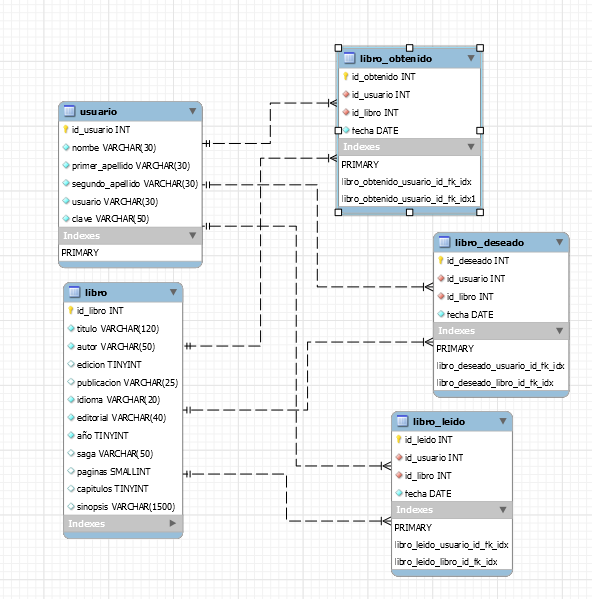 usuario
id_usuario INT
nombe VARCHAR(30)
primer_apellido VARCHAR(30)
segundo_apellido VARCHAR(30)
usuario VARCHAR(30)
clave VARCHAR(50)
Indexes
PRIMARY
libro
id_libro INT
titulo VARCHAR(120)
autor VARCHAR(50)
edicion TINYINT
publicacion VARCHAR(25)
idioma VARCHAR(20)
editorial VARCHAR(40)
año TINYINT
saga VARCHAR(50)
paginas SMALLINT
capitulos TINYINT
sinopsis VARCHAR(1500)
Indexes
libro_obtenido
id_obtenido INT
id_usuario INT
id_libro INT
fecha DATE
Indexes
PRIMARY
libro_obtenido_usuario_id_fk_idx
libro_obtenido_usuario_id_fk_idx1
libro_deseado
id_deseado INT
id_usuario INT
id_libro INT
fecha DATE
Indexes
PRIMARY
libro_deseado_usuario_id_fk_idx
libro_deseado_libro_id_fk_idx
libro_leido
id_leido INT
id_usuario INT
id_libro INT
fecha DATE
Indexes
PRIMARY
libro_leido_usuario_id_fk_idx
libro_leido_libro_id_fk_idx